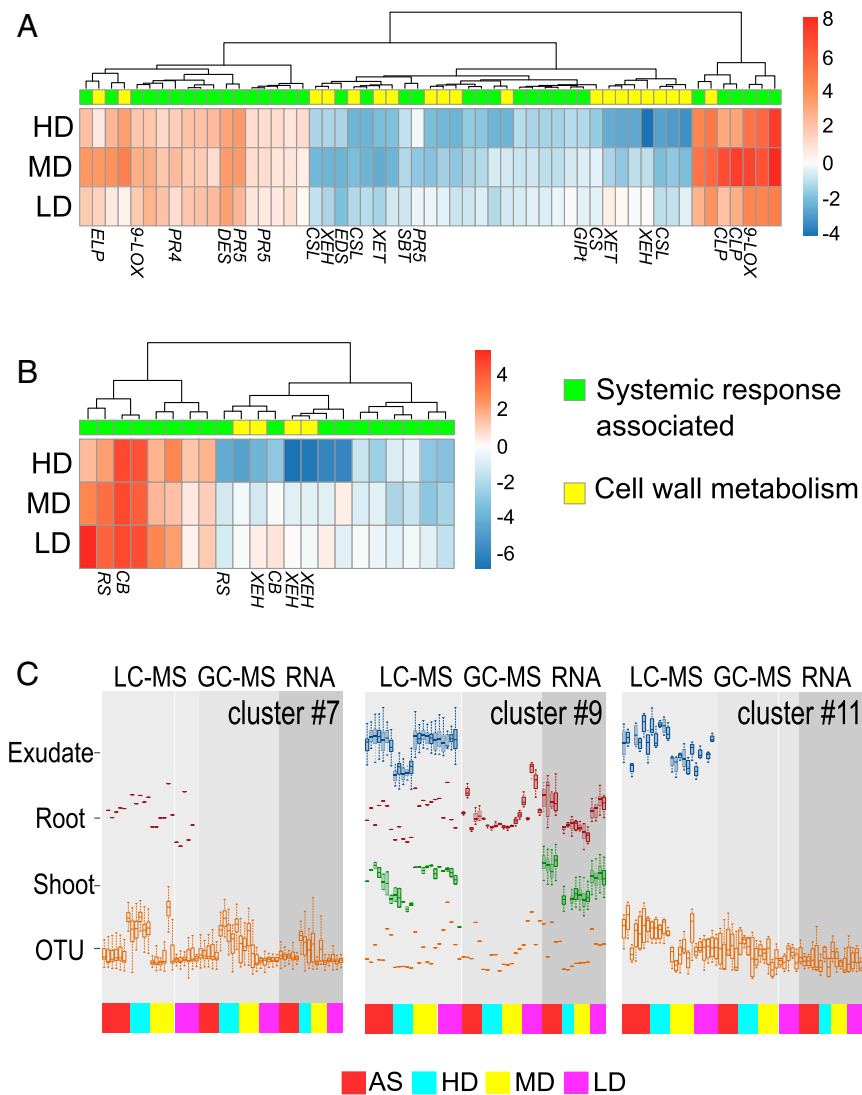 A
8
6
4
2
0
-2
-4
HD
MD
LD
ELP 9-LOX PR4 DES PR5 PR5 CSL XEH EDS CSL XET SBT PR5 GIPt CS XET XEH CSL CLP CLP 9-LOX
B
4
2
0
-2
-4
-6
HD
MD
LD
RS CB RS XEH CB XEH XEH
Systemic response
associated
Cell wall metabolism
C
LC-MS GC-MS RNA LC-MS GC-MS RNA LC-MS GC-MS RNA
cluster #7 cluster #9 cluster #11
Exudate
Root
Shoot
OTU
AS HD MD LD